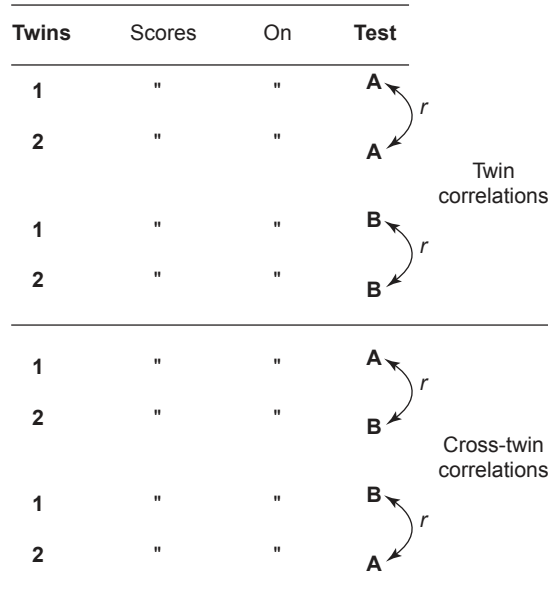 Twins Scores On Test
1 " " A
r
2 " " A
Twin
correlations
1 " " B
r
2 " " B
1 " " A
r
2 " " B
Cross-twin
correlations
1 " " B
r
2 " " A